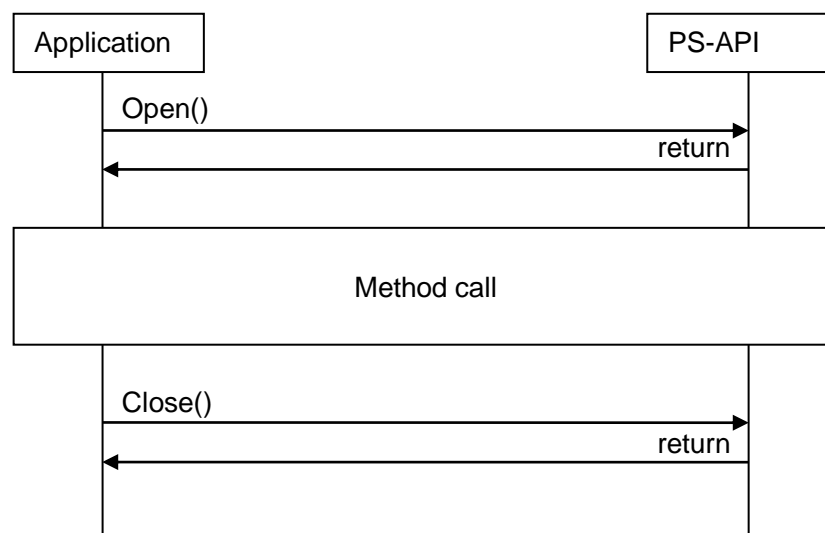 Application
PS-API
Open()
return
Method call
Close()
return